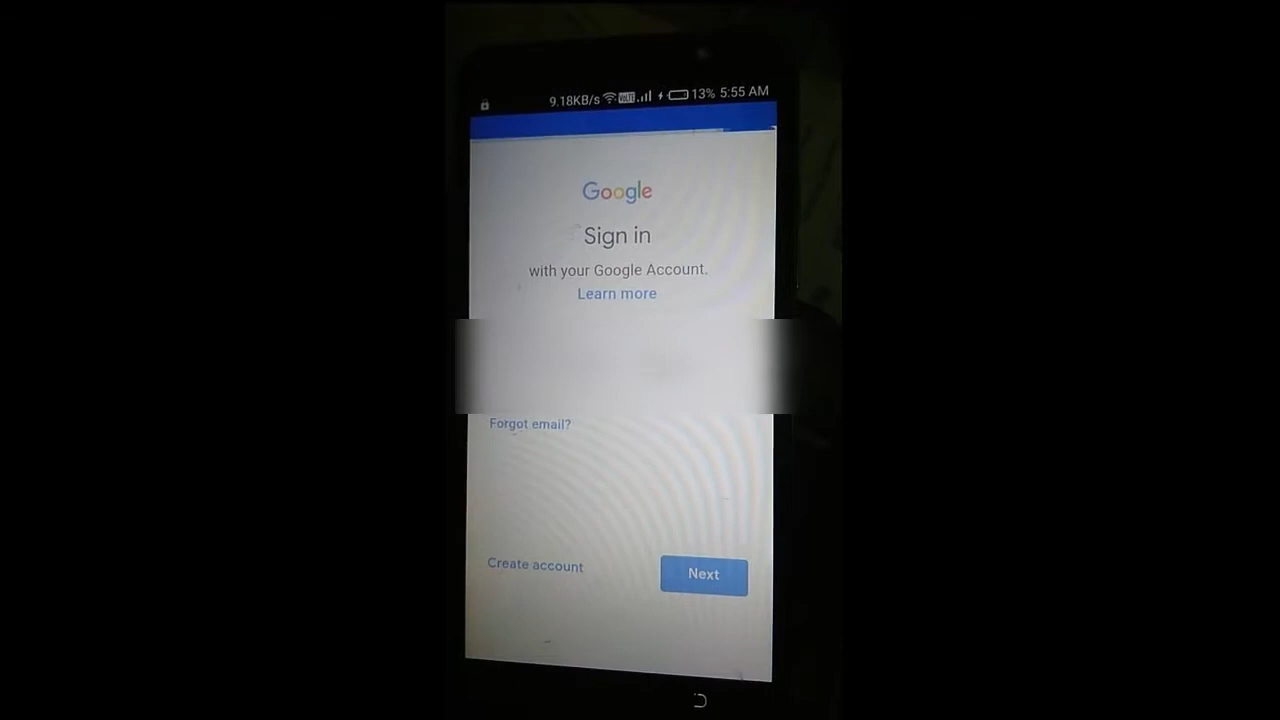 9.18KB/s VoLTE 13% 5:55 AM
Google
Sign in
with your Google Account.
Learn more
Forgot email?
Create account
Next